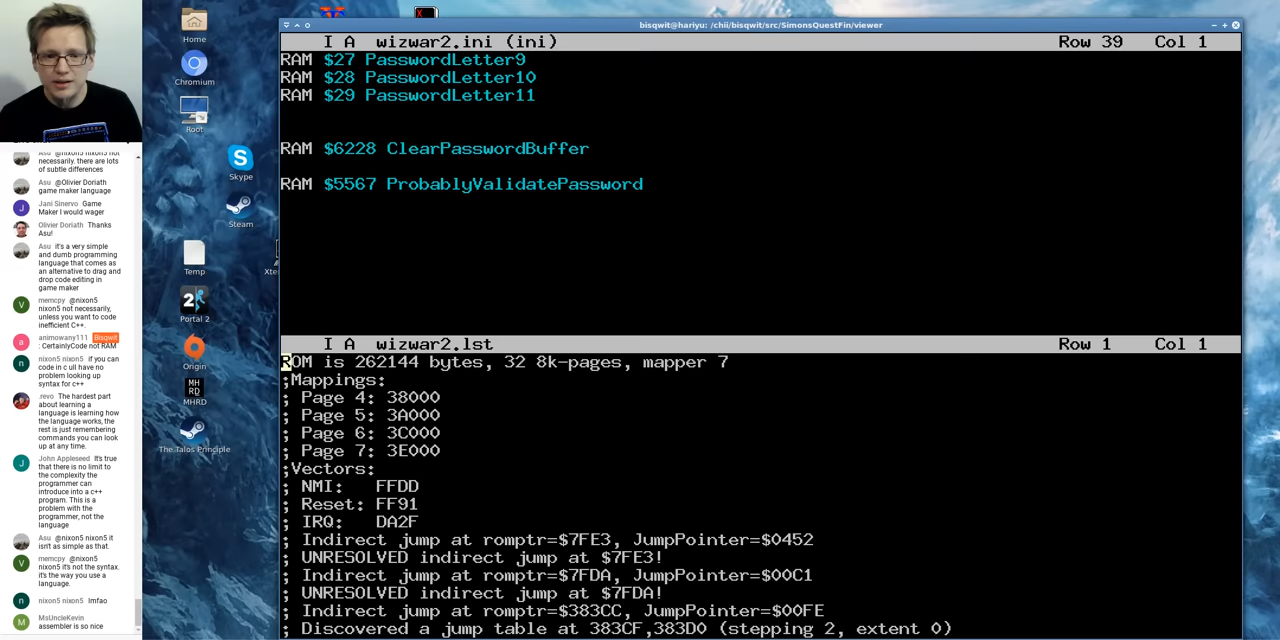 bisqwit@hariyu: /chii/bisqwit/src/SimonsQuestFin/viewer
I A wizwar2.ini (ini) Row 39 Col 1
RAM $27 PasswordLetter9
RAM $28 PasswordLetter10
RAM $29 PasswordLetter11
RAM $6228 ClearPasswordBuffer
RAM $5567 ProbablyValidatePassword
I A wizwar2.lst Row 1 Col 1
ROM is 262144 bytes, 32 8k-pages, mapper 7
;Mappings:
; Page 4: 38000
; Page 5: 3A000
; Page 6: 3C000
; Page 7: 3E000
;Vectors:
; NMI: FFDD
; Reset: FF91
; IRQ: DA2F
; Indirect jump at romptr=$7FE3, JumpPointer=$0452
; UNRESOLVED indirect jump at $7FE3!
; Indirect jump at romptr=$7FDA, JumpPointer=$00C1
; UNRESOLVED indirect jump at $7FDA!
; Indirect jump at romptr=$383CC, JumpPointer=$00FE
; Discovered a jump table at 383CF,383D0 (stepping 2, extent 0)
Home
Chromium
Root
Skype
Steam
Temp
Portal 2
Origin
MHRD
MHRD
The Talos Principle
necessarily. there are lots
of subtle differences
Asu @Olivier Doriath
game maker language
Jani Sinervo Game
Maker I would wager
Olivier Doriath Thanks
Asu!
Asu it's a very simple
and dumb programming
language that comes as
an alternative to drag and
drop code editing in
game maker
memcpy @nixon5
nixon5 not necessarily,
unless you want to code
inefficient C++.
animowany111 Bisqwit
: CertainlyCode not RAM
nixon5 nixon5 if you can
code in c ull have no
problem looking up
syntax for c++
.revo The hardest part
about learning a
language is learning how
the language works, the
rest is just remembering
commands you can look
up at any time.
John Appleseed It's true
that there is no limit to
the complexity the
programmer can
introduce into a c++
program. This is a
problem with the
programmer, not the
language
Asu @nixon5 nixon5 it
isn't as simple as that.
memcpy @nixon5
nixon5 it's not the syntax.
it's the way you use a
language.
nixon5 nixon5 lmfao
MsUncleKevin
assembler is so nice